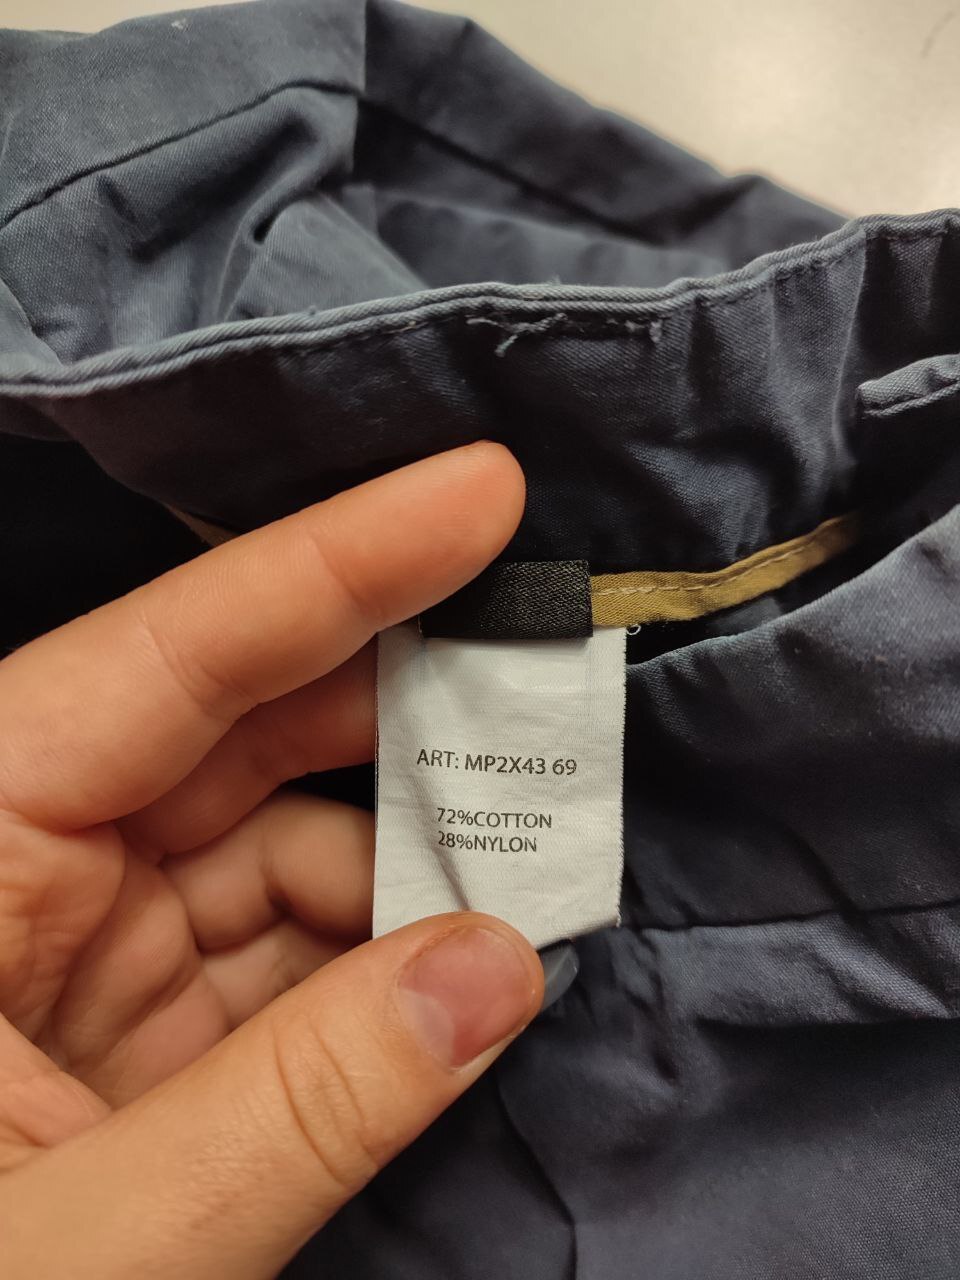 ART: MP2X43 69
72%COTTON
28%NYLON